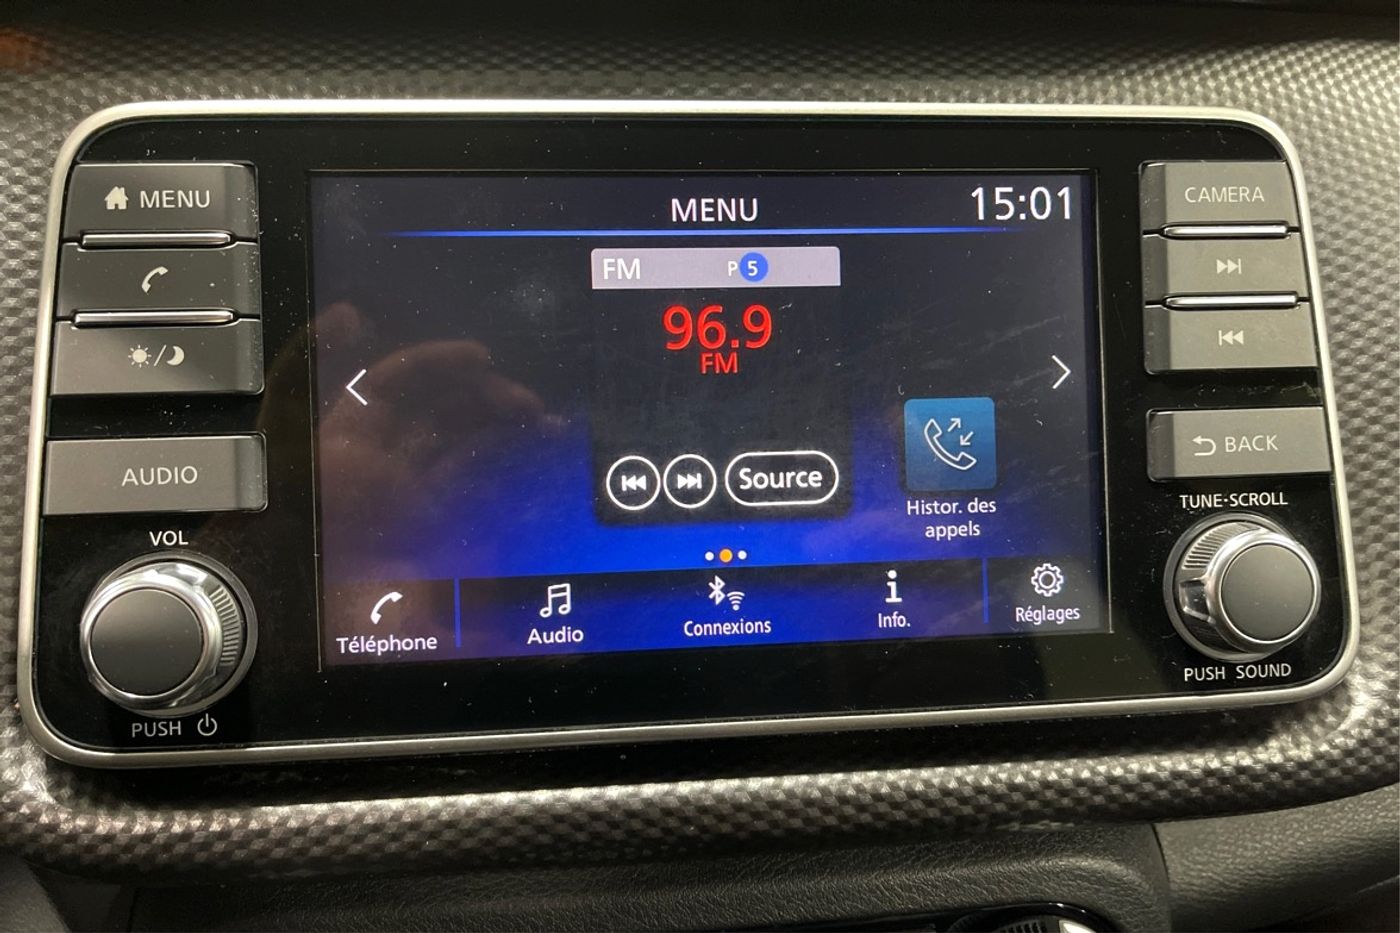 MENU
AUDIO
VOL
PUSH
MENU 15:01
FM P 5
96.9
FM
Source
Histor. des
appels
Téléphone
Audio
Connexions
Info.
Réglages
CAMERA
BACK
TUNE·SCROLL
PUSH SOUND